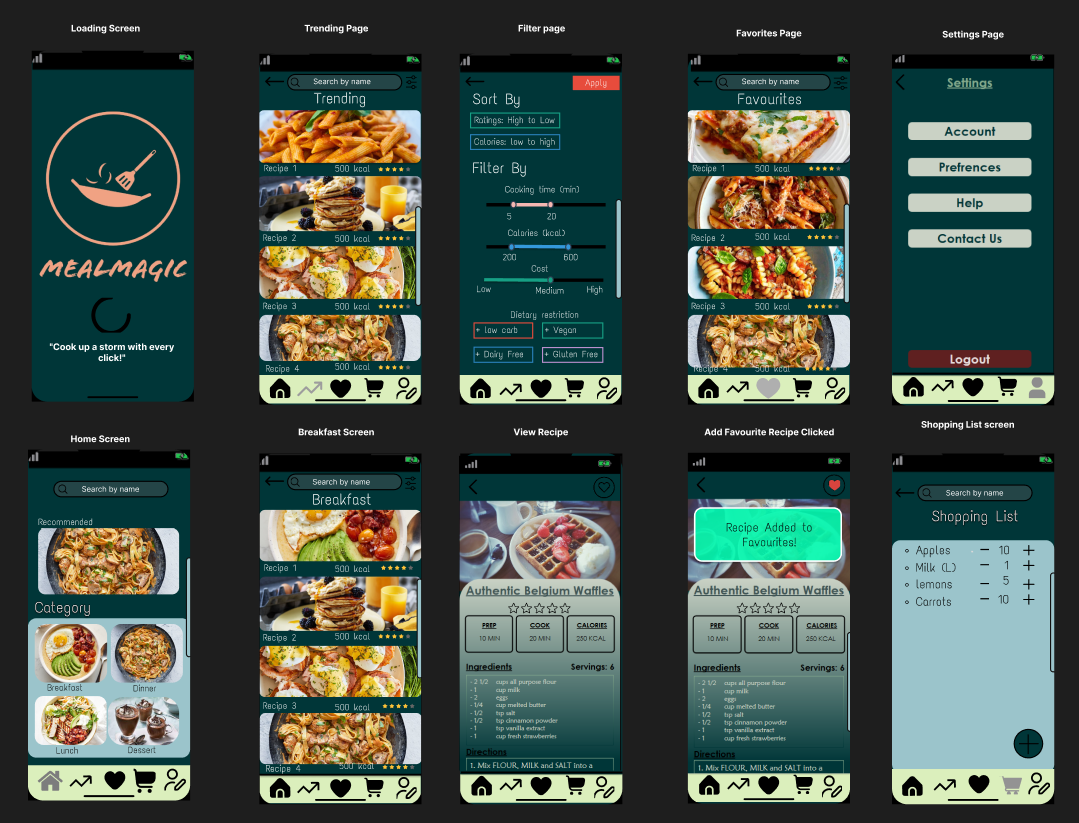 Loading Screen
MEALMAGIC
"Cook up a storm with every
click!"
Trending Page
Search by name
Trending
Recipe 1 500 kcal
Recipe 2 500 kcal
Recipe 3 500 kcal
Recipe 4 500 kcal
Filter page
Apply
Sort By
Ratings: High to Low
Calories: low to high
Filter By
Cooking time (min)
5 20
Calories (kcal)
200 600
Cost
Low Medium High
Dietary restriction
+ low carb + Vegan
+ Dairy Free + Gluten Free
Favorites Page
Search by name
Favourites
Recipe 1 500 kcal
Recipe 2 500 kcal
Recipe 3 500 kcal
Recipe 4 500 kcal
Settings Page
Settings
Account
Prefrences
Help
Contact Us
Logout
Home Screen
Search by name
Recommended
Category
Breakfast Dinner
Lunch Dessert
Breakfast Screen
Search by name
Breakfast
Recipe 1 500 kcal
Recipe 2 500 kcal
Recipe 3 500 kcal
Recipe 4 500 kcal
View Recipe
Authentic Belgium Waffles
PREP COOK CALORIES
10 MIN 20 MIN 250 KCAL
Ingredients Servings: 6
- 2 1/2 cups all purpose flour
- 1 cup milk
- 2 eggs
- 1/4 cup melted butter
- 1/2 tsp salt
- 1/2 tsp cinnamon powder
- 1 tsp vanilla extract
- 1 cup fresh strawberries
Directions
1. Mix FLOUR, MILK and SALT into a
Add Favourite Recipe Clicked
Recipe Added to
Favourites!
Authentic Belgium Waffles
PREP COOK CALORIES
10 MIN 20 MIN 250 KCAL
Ingredients Servings: 6
- 2 1/2 cups all purpose flour
- 1 cup milk
- 2 eggs
- 1/4 cup melted butter
- 1/2 tsp salt
- 1/2 tsp cinnamon powder
- 1 tsp vanilla extract
- 1 cup fresh strawberries
Directions
1. Mix FLOUR, MILK and SALT into a
Shopping List screen
Search by name
Shopping List
Apples − 10 +
Milk (L) − 1 +
lemons − 5 +
Carrots − 10 +